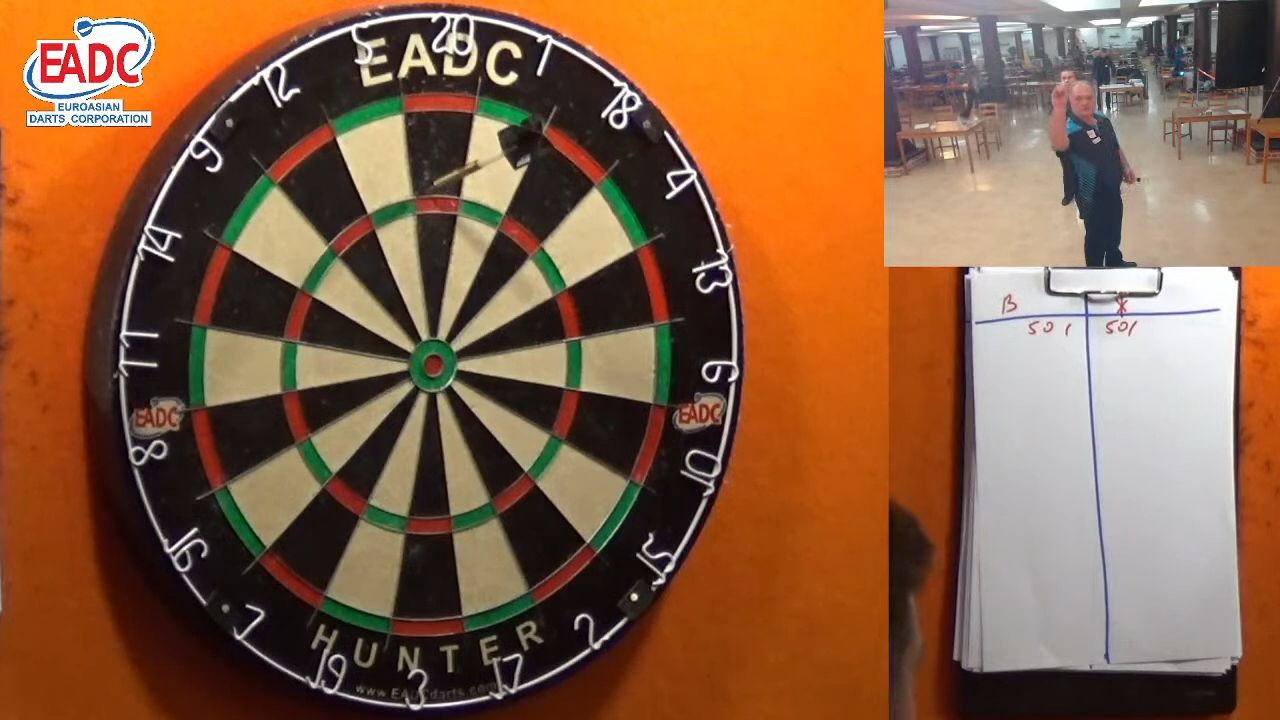 EADC
EUROASIAN
DARTS CORPORATION
5 20 1
EADC
12 18
9 4
14 13
11 6
EADC EADC
8 10
16 15
7 2
HUNTER
19 3 17
www.EADCdarts.com
B Ж
501 501